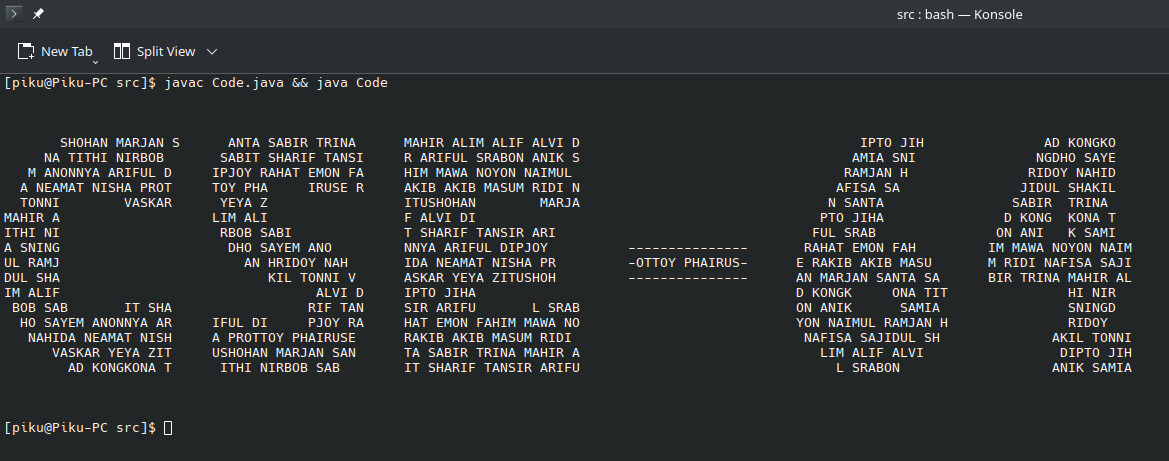 src : bash — Konsole
New Tab Split View
[piku@Piku-PC src]$ javac Code.java && java Code
SHOHAN MARJAN S ANTA SABIR TRINA MAHIR ALIM ALIF ALVI D IPTO JIH AD KONGKO
NA TITHI NIRBOB SABIT SHARIF TANSI R ARIFUL SRABON ANIK S AMIA SNI NGDHO SAYE
M ANONNYA ARIFUL D IPJOY RAHAT EMON FA HIM MAWA NOYON NAIMUL RAMJAN H RIDOY NAHID
A NEAMAT NISHA PROT TOY PHA IRUSE R AKIB AKIB MASUM RIDI N AFISA SA JIDUL SHAKIL
TONNI VASKAR YEYA Z ITUSHOHAN MARJA N SANTA SABIR TRINA
MAHIR A LIM ALI F ALVI DI PTO JIHA D KONG KONA T
ITHI NI RBOB SABI T SHARIF TANSIR ARI FUL SRAB ON ANI K SAMI
A SNING DHO SAYEM ANO NNYA ARIFUL DIPJOY --------------- RAHAT EMON FAH IM MAWA NOYON NAIM
UL RAMJ AN HRIDOY NAH IDA NEAMAT NISHA PR -OTTOY PHAIRUS- E RAKIB AKIB MASU M RIDI NAFISA SAJI
DUL SHA KIL TONNI V ASKAR YEYA ZITUSHOH --------------- AN MARJAN SANTA SA BIR TRINA MAHIR AL
IM ALIF ALVI D IPTO JIHA D KONGK ONA TIT HI NIR
BOB SAB IT SHA RIF TAN SIR ARIFU L SRAB ON ANIK SAMIA SNINGD
HO SAYEM ANONNYA AR IFUL DI PJOY RA HAT EMON FAHIM MAWA NO YON NAIMUL RAMJAN H RIDOY
NAHIDA NEAMAT NISH A PROTTOY PHAIRUSE RAKIB AKIB MASUM RIDI NAFISA SAJIDUL SH AKIL TONNI
VASKAR YEYA ZIT USHOHAN MARJAN SAN TA SABIR TRINA MAHIR A LIM ALIF ALVI DIPTO JIH
AD KONGKONA T ITHI NIRBOB SAB IT SHARIF TANSIR ARIFU L SRABON ANIK SAMIA
[piku@Piku-PC src]$